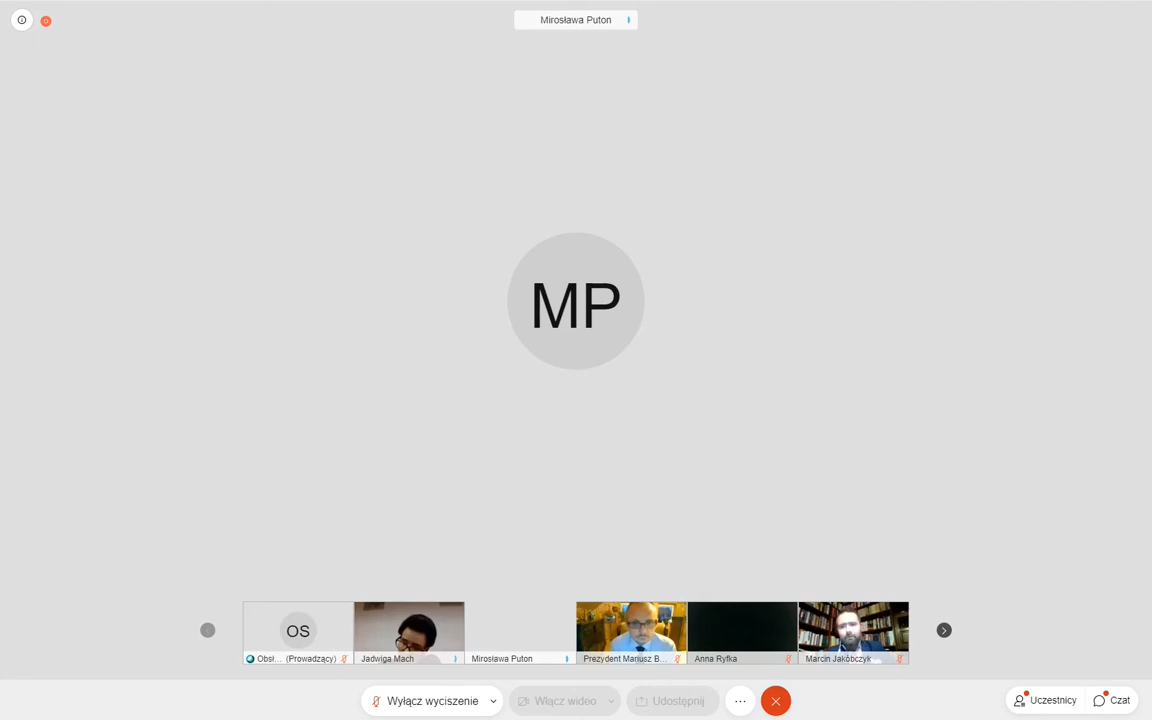 Mirosława Puton
MP
OS
Obsł... (Prowadzący)
Jadwiga Mach
Mirosława Puton
Prezydent Mariusz B...
Anna Ryfka
Marcin Jakóbczyk
Wyłącz wyciszenie
Włącz wideo
Udostępnij
...
Uczestnicy
Czat